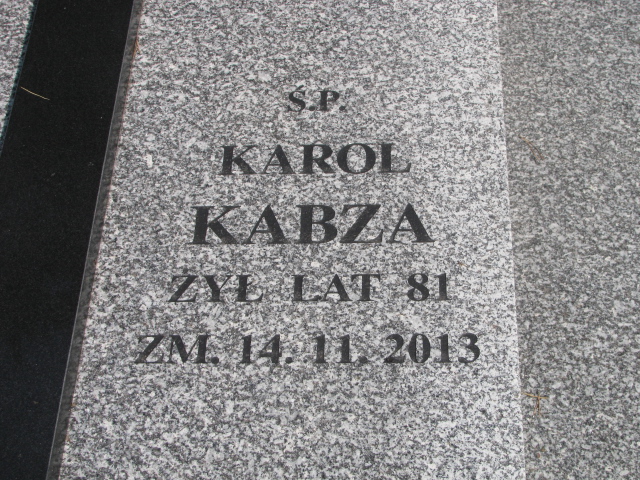 Ś.P.
KAROL
KABZA
ŻYŁ LAT 81
ZM. 14. 11. 2013